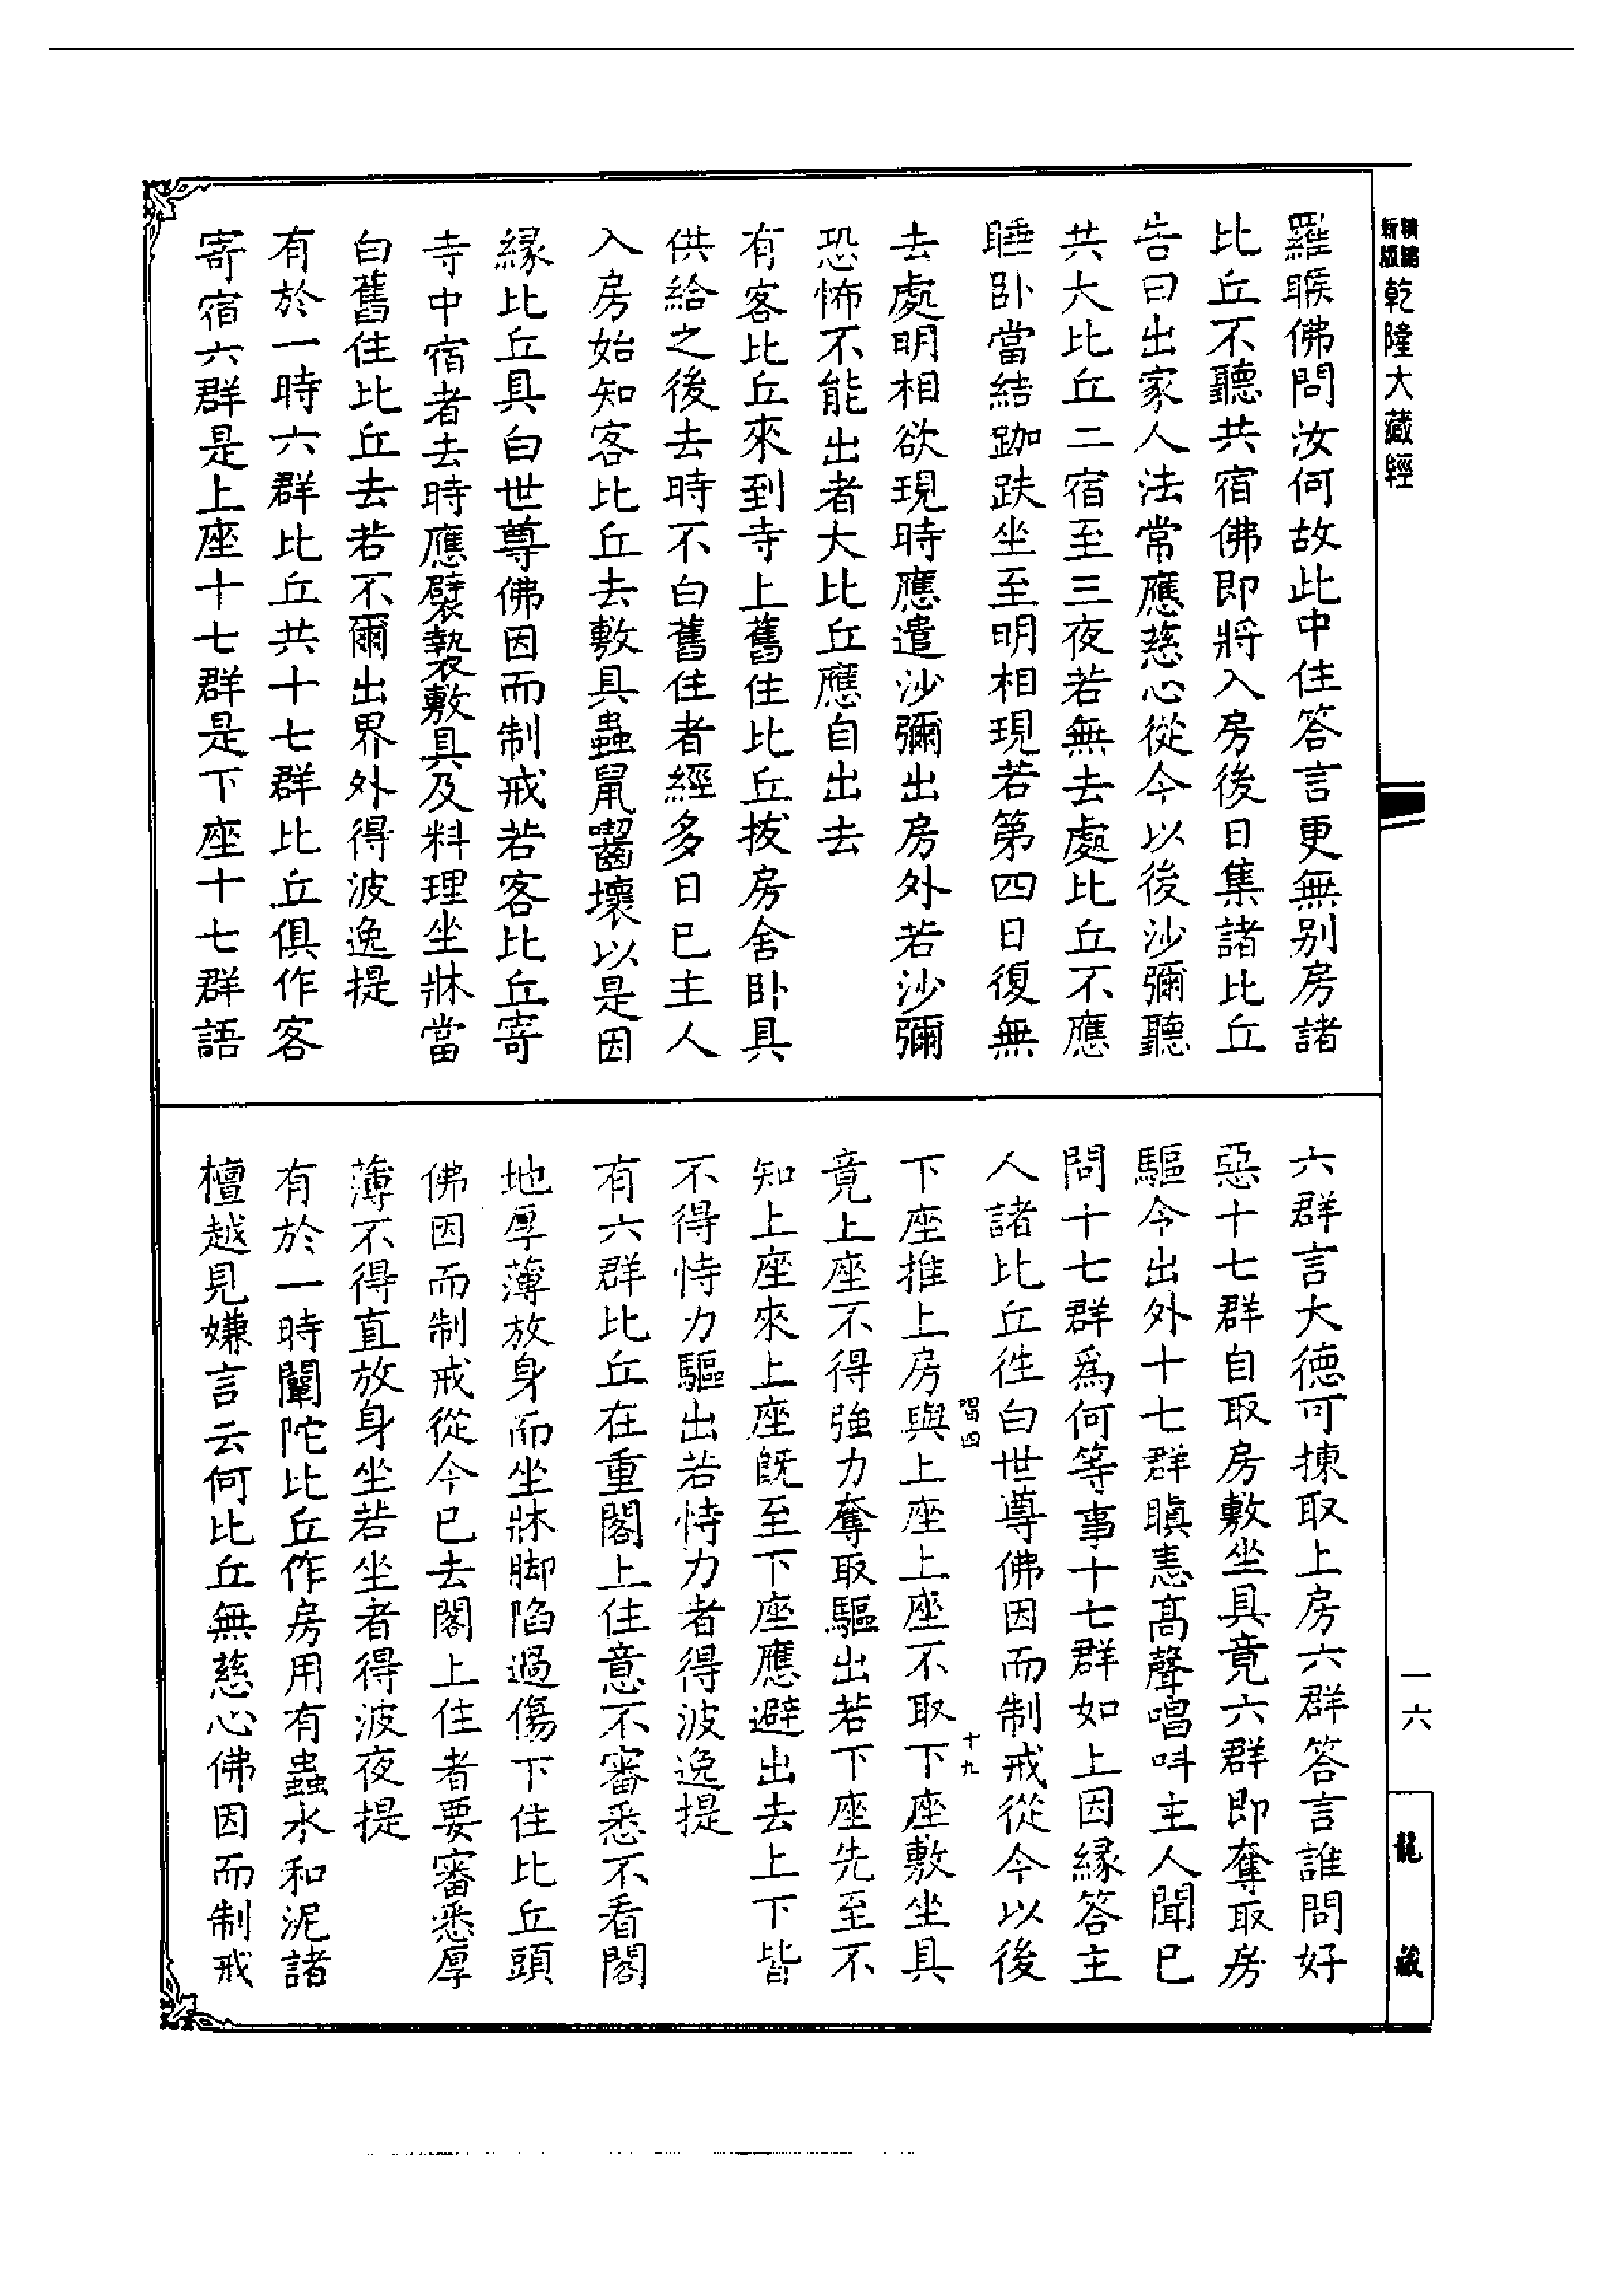 新編
新版
乾隆大藏經
羅睺佛問汝何故此中住答言更無別房諸
比丘不聽共宿佛即將入房後日集諸比丘
告曰出家人法常應慈心從今以後沙彌聽
共大比丘二宿至三夜若無去處比丘不應
睡卧當結跏趺坐至明相現若第四日復無
去處明相欲現時應遣沙彌出房外若沙彌
恐怖不能出者大比丘應自出去
有客比丘來到寺上舊住比丘拔房舍卧具
供給之後去時不白舊住者經多日已主人
入房始知客比丘去敷具蟲鼠嚙壞以是因
緣比丘具白世尊佛因而制戒若客比丘寄
寺中宿者去時應襞褺敷具及料理坐牀當
白舊住比丘去若不爾出界外得波逸提
有於一時六群比丘共十七群比丘俱作客
寄宿六群是上座十七群是下座十七群語
六群言大德可揀取上房六群答言誰問好
惡十七群自取房敷坐具竟六群即奪取房
驅令出外十七群瞋恚高聲唱叫主人聞已
問十七群爲何等事十七群如上因緣答主
人諸比丘徃白世尊佛因而制戒從今以後
下座推上房與上座上座不取下座敷坐具
唱四
十九
竟上座不得強力奪取驅出若下座先至不
知上座來上座既至下座應避出去上下皆
不得恃力驅出若恃力者得波逸提
有六群比丘在重閣上住意不審悉不看閣
地厚薄放身而坐牀脚陷過傷下住比丘頭
佛因而制戒從今已去閣上住者要審悉厚
薄不得直放身坐若坐者得波夜提
有於一時闡陀比丘作房用有蟲水和泥諸
檀越見嫌言云何比丘無慈心佛因而制戒
一六
龍藏